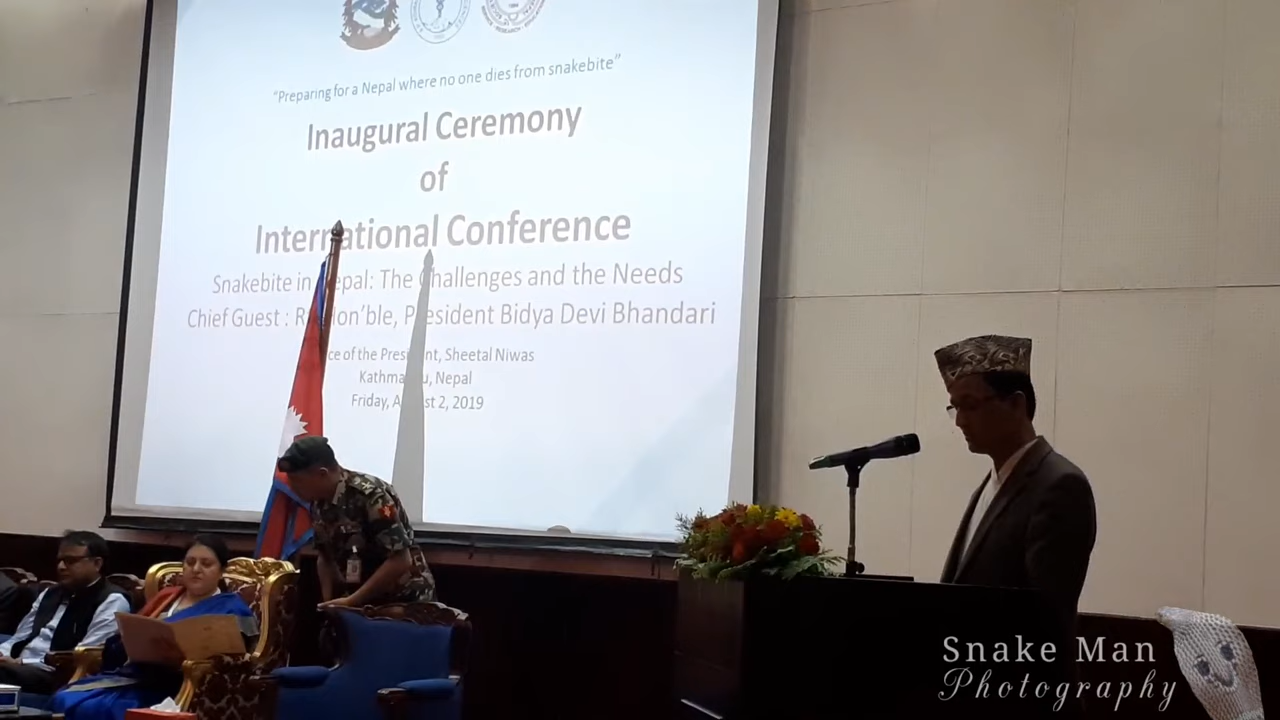 "Preparing for a Nepal where no one dies from snakebite"
Inaugural Ceremony
of
International Conference
Snakebite in Nepal: The Challenges and the Needs
Chief Guest : Rt. Hon'ble, President Bidya Devi Bhandari
Office of the President, Sheetal Niwas
Kathmandu, Nepal
Friday, August 2, 2019
Snake Man
Photography